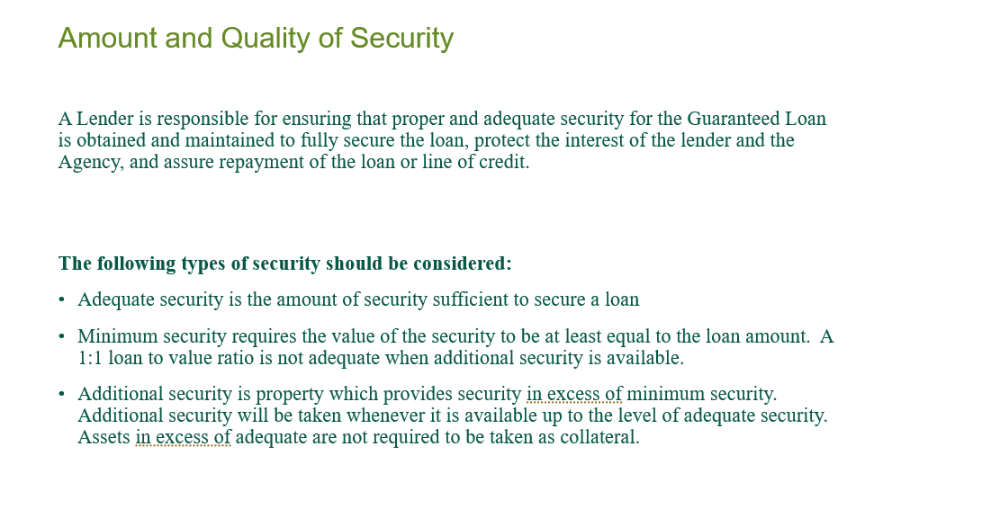 Amount and Quality of Security
A Lender is responsible for ensuring that proper and adequate security for the Guaranteed Loan
is obtained and maintained to fully secure the loan, protect the interest of the lender and the
Agency, and assure repayment of the loan or line of credit.
The following types of security should be considered:
• Adequate security is the amount of security sufficient to secure a loan
• Minimum security requires the value of the security to be at least equal to the loan amount.  A
1:1 loan to value ratio is not adequate when additional security is available.
• Additional security is property which provides security in excess of minimum security.
Additional security will be taken whenever it is available up to the level of adequate security.
Assets in excess of adequate are not required to be taken as collateral.